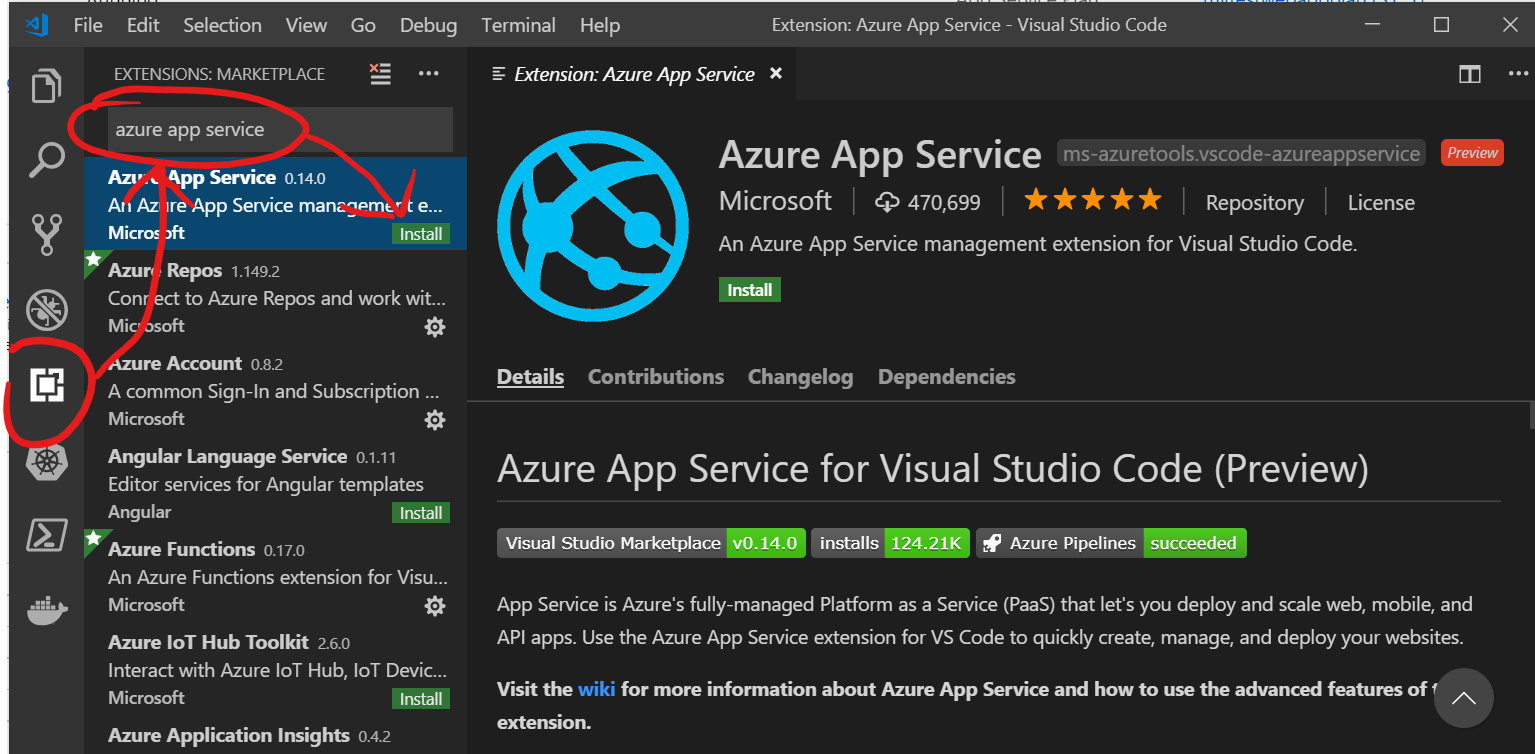 File Edit Selection View Go Debug Terminal Help Extension: Azure App Service - Visual Studio Code
EXTENSIONS: MARKETPLACE
azure app service
Azure App Service 0.14.0
An Azure App Service management e...
Microsoft Install
Azure Repos 1.149.2
Connect to Azure Repos and work wit...
Microsoft
Azure Account 0.8.2
A common Sign-In and Subscription ...
Microsoft
Angular Language Service 0.1.11
Editor services for Angular templates
Angular Install
Azure Functions 0.17.0
An Azure Functions extension for Visu...
Microsoft
Azure IoT Hub Toolkit 2.6.0
Interact with Azure IoT Hub, IoT Devic...
Microsoft Install
Azure Application Insights 0.4.2
Extension: Azure App Service
Azure App Service ms-azuretools.vscode-azureappservice Preview
Microsoft 470,699 Repository License
An Azure App Service management extension for Visual Studio Code.
Install
Details Contributions Changelog Dependencies
Azure App Service for Visual Studio Code (Preview)
Visual Studio Marketplace v0.14.0 installs 124.21K Azure Pipelines succeeded
App Service is Azure's fully-managed Platform as a Service (PaaS) that let's you deploy and scale web, mobile, and
API apps. Use the Azure App Service extension for VS Code to quickly create, manage, and deploy your websites.
Visit the wiki for more information about Azure App Service and how to use the advanced features of
extension.